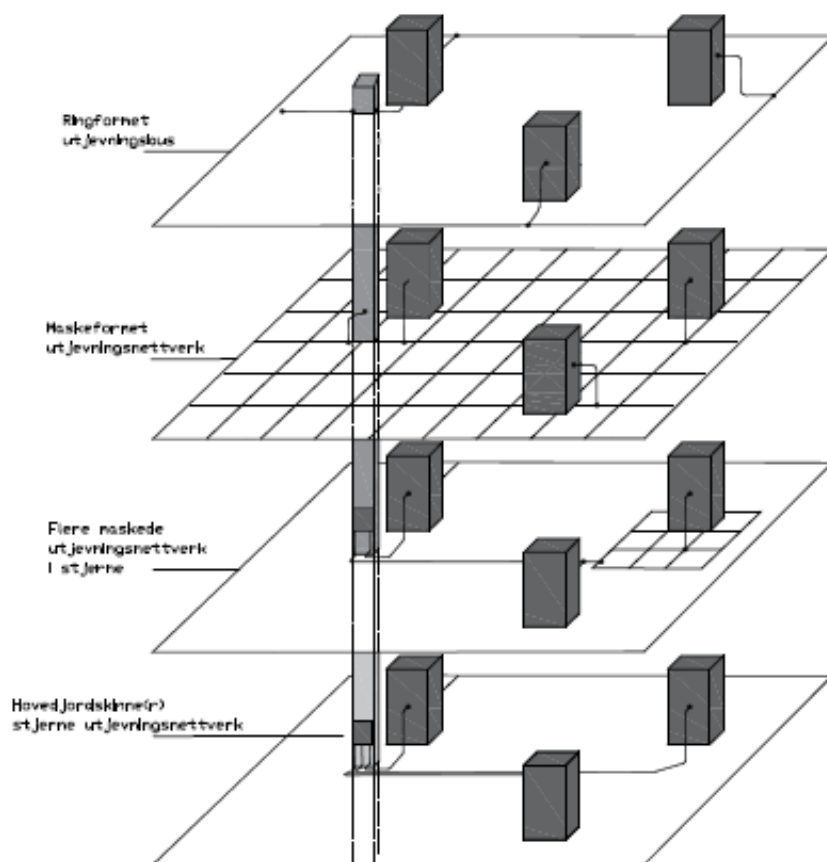 Ringformet
utjevningsbus
Maskeformet
utjevningsnettverk
Flere maskede
utjevningsnettverk
i stjerne
Hovedjordskinne(r)
stjerne utjevningsnettverk